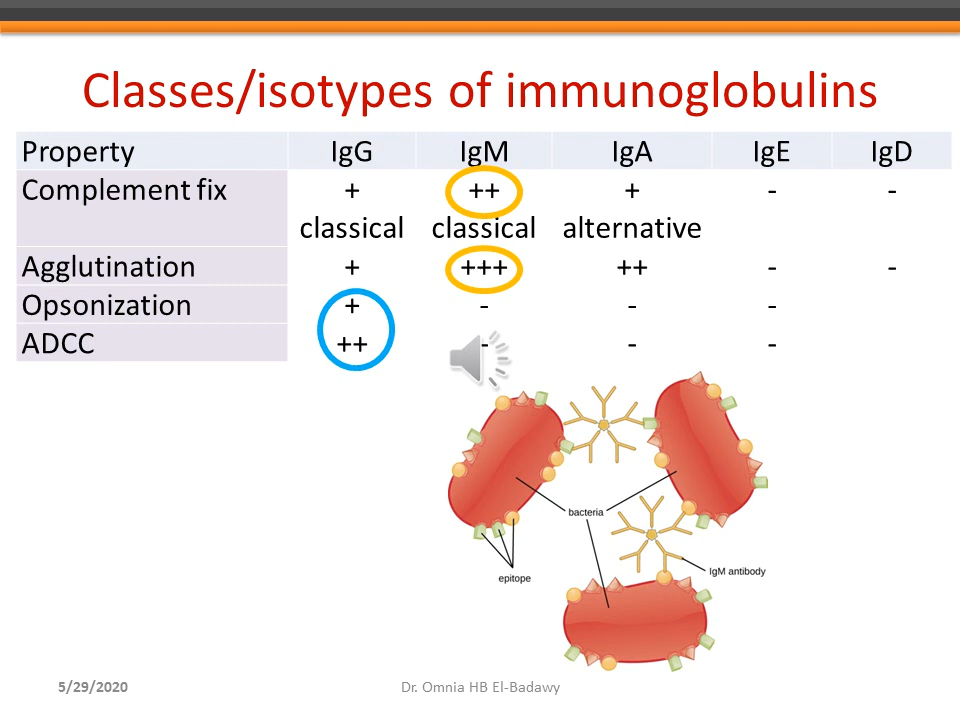 Classes/isotypes of immunoglobulins
Property IgG IgM IgA IgE IgD
Complement fix + ++ + - -
classical classical alternative
Agglutination + +++ ++ - -
Opsonization + - - -
ADCC ++ - - -
bacteria
epitope
IgM antibody
5/29/2020 Dr. Omnia HB El-Badawy